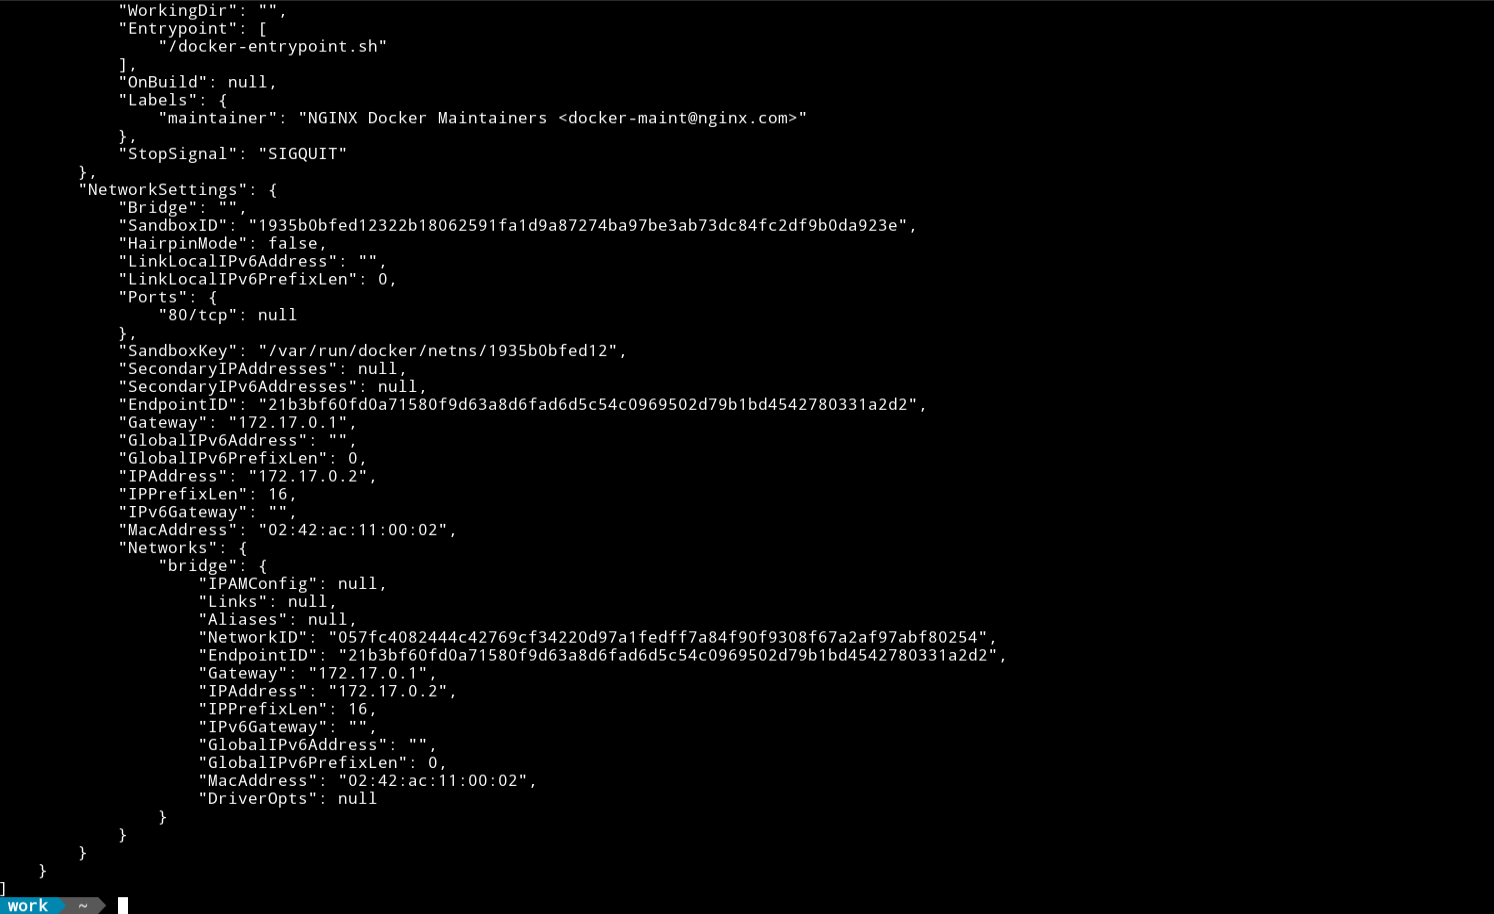 "WorkingDir": "",
            "Entrypoint": [
                "/docker-entrypoint.sh"
            ],
            "OnBuild": null,
            "Labels": {
                "maintainer": "NGINX Docker Maintainers <docker-maint@nginx.com>"
            },
            "StopSignal": "SIGQUIT"
        },
        "NetworkSettings": {
            "Bridge": "",
            "SandboxID": "1935b0bfed12322b18062591fa1d9a87274ba97be3ab73dc84fc2df9b0da923e",
            "HairpinMode": false,
            "LinkLocalIPv6Address": "",
            "LinkLocalIPv6PrefixLen": 0,
            "Ports": {
                "80/tcp": null
            },
            "SandboxKey": "/var/run/docker/netns/1935b0bfed12",
            "SecondaryIPAddresses": null,
            "SecondaryIPv6Addresses": null,
            "EndpointID": "21b3bf60fd0a71580f9d63a8d6fad6d5c54c0969502d79b1bd4542780331a2d2",
            "Gateway": "172.17.0.1",
            "GlobalIPv6Address": "",
            "GlobalIPv6PrefixLen": 0,
            "IPAddress": "172.17.0.2",
            "IPPrefixLen": 16,
            "IPv6Gateway": "",
            "MacAddress": "02:42:ac:11:00:02",
            "Networks": {
                "bridge": {
                    "IPAMConfig": null,
                    "Links": null,
                    "Aliases": null,
                    "NetworkID": "057fc4082444c42769cf34220d97a1fedff7a84f90f9308f67a2af97abf80254",
                    "EndpointID": "21b3bf60fd0a71580f9d63a8d6fad6d5c54c0969502d79b1bd4542780331a2d2",
                    "Gateway": "172.17.0.1",
                    "IPAddress": "172.17.0.2",
                    "IPPrefixLen": 16,
                    "IPv6Gateway": "",
                    "GlobalIPv6Address": "",
                    "GlobalIPv6PrefixLen": 0,
                    "MacAddress": "02:42:ac:11:00:02",
                    "DriverOpts": null
                }
            }
        }
    }
]
work ~